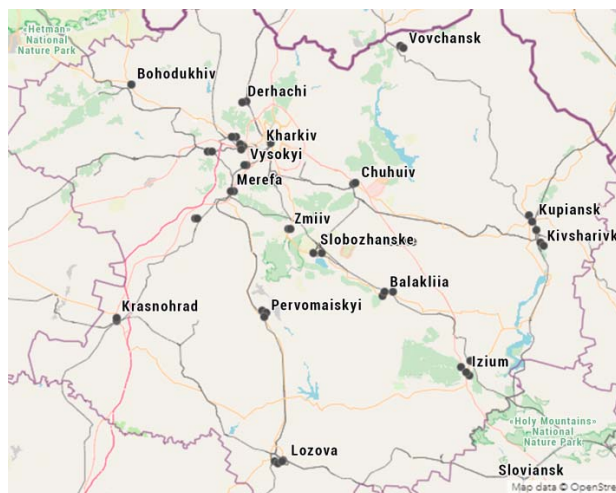 ‹Hetman›
National
Nature Park
Vovchansk
Bohodukhiv
Derhachi
Kharkiv
Vysokyi
Chuhuiv
Merefa
Kupiansk
Zmiiv
Kivsharivk
Slobozhanske
Balakliia
Krasnohrad
Pervomaiskyi
Izium
«Holy Mountains»
National
Nature Park
Lozova
Sloviansk
Map data © OpenStre